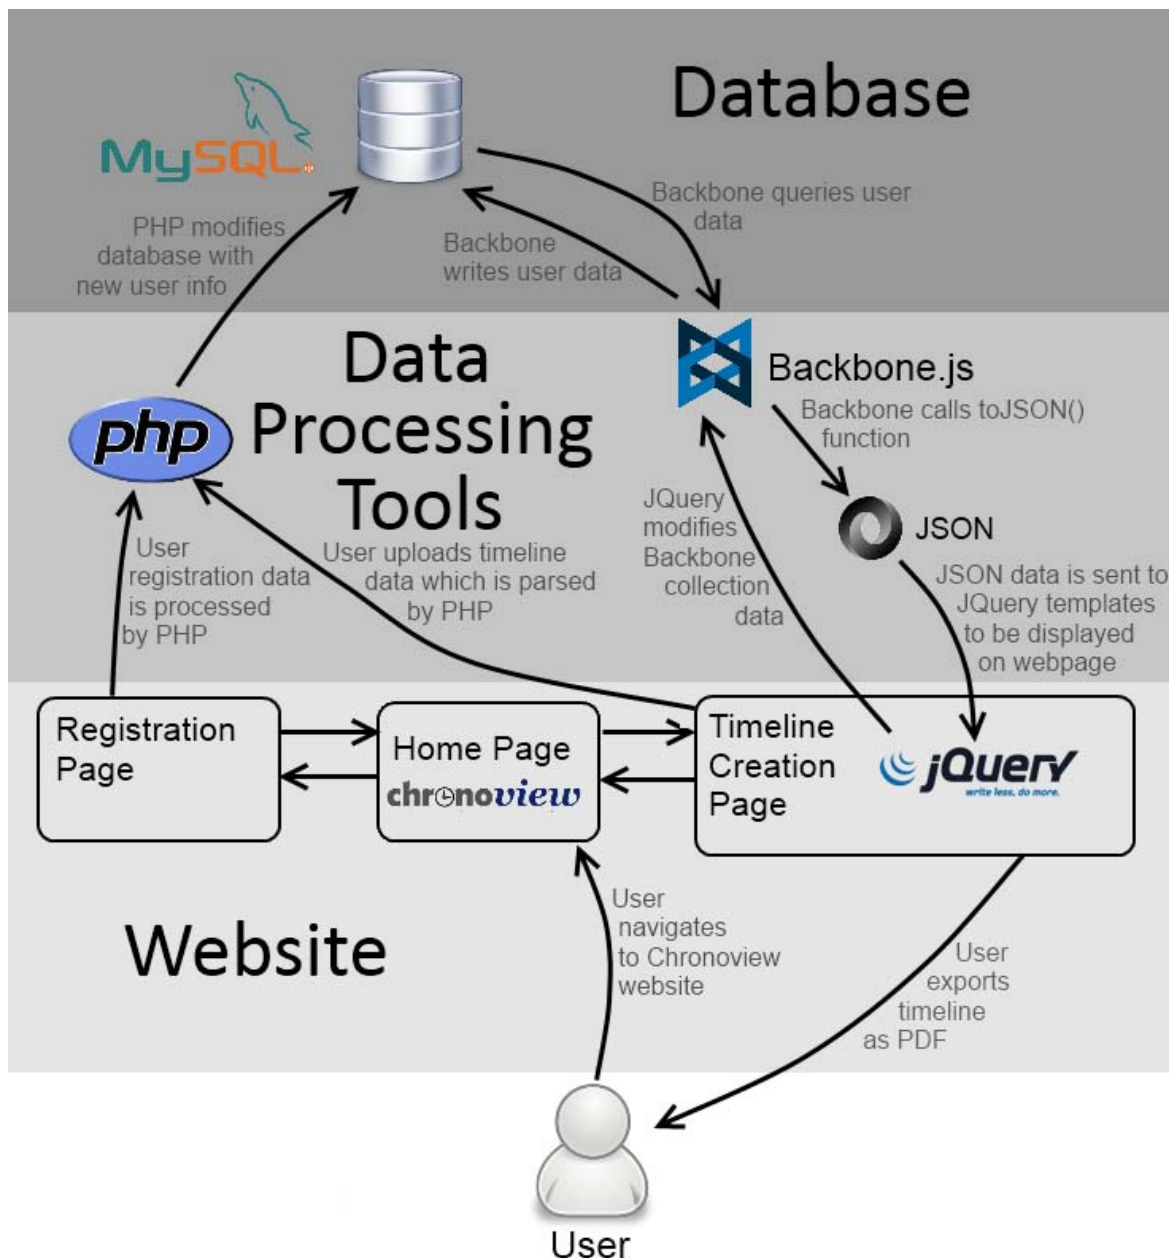 Database
MySQL
Backbone queries user
data
PHP modifies
database with
new user info
Backbone
writes user data
Data
Processing
Tools
php
Backbone.js
Backbone calls toJSON()
function
JQuery
modifies
Backbone
collection
data
JSON
User
registration data
is processed
by PHP
User uploads timeline
data which is parsed
by PHP
JSON data is sent to
JQuery templates
to be displayed
on webpage
Registration
Page
Home Page
chronoview
Timeline
Creation
Page
jQuery
write less, do more.
Website
User
navigates
to Chronoview
website
User
exports
timeline
as PDF
User